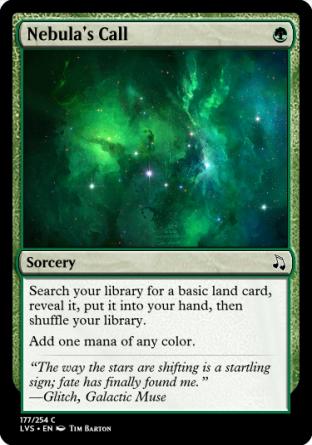 Nebula's Call
Sorcery
Search your library for a basic land card,
reveal it, put it into your hand, then
shuffle your library.
Add one mana of any color.
"The way the stars are shifting is a startling
sign; fate has finally found me."
—Glitch, Galactic Muse
177/254 C
LVS • EN Tim Barton